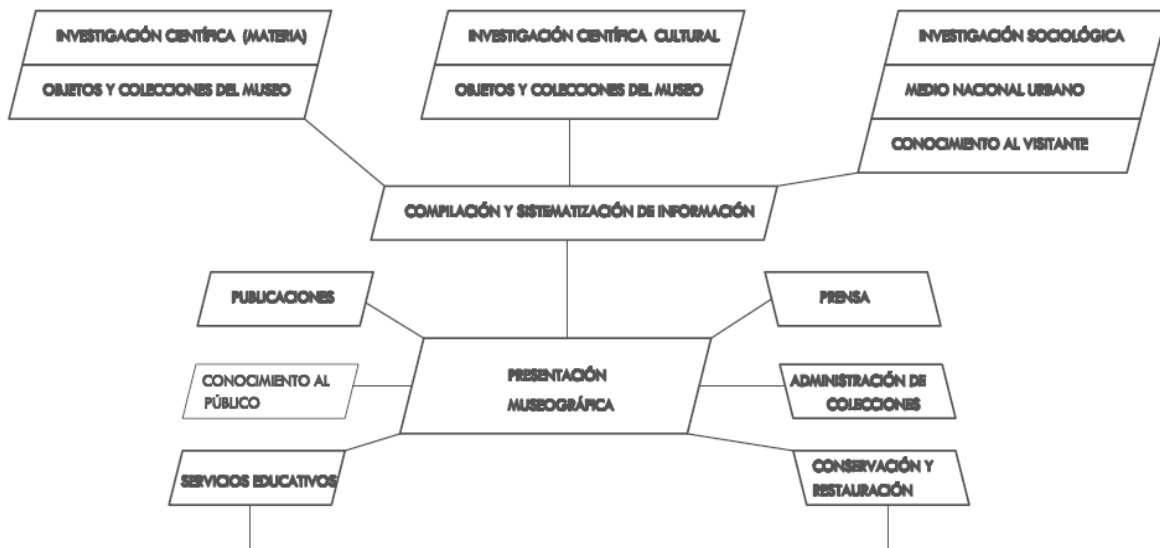 INVESTIGACIÓN CIENTÍFICA (MATERIA)
OBJETOS Y COLECCIONES DEL MUSEO
INVESTIGACIÓN CIENTÍFICA CULTURAL
OBJETOS Y COLECCIONES DEL MUSEO
INVESTIGACIÓN SOCIOLÓGICA
MEDIO NACIONAL URBANO
CONOCIMIENTO AL VISITANTE
COMPILACIÓN Y SISTEMATIZACIÓN DE INFORMACIÓN
PUBLICACIONES
PRENSA
CONOCIMIENTO AL
PÚBLICO
PRESENTACIÓN
MUSEOGRÁFICA
ADMINISTRACIÓN DE
COLECCIONES
SERVICIOS EDUCATIVOS
CONSERVACIÓN Y
RESTAURACIÓN